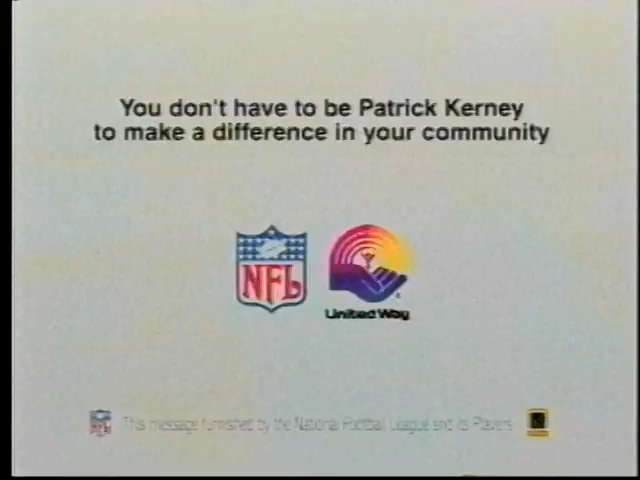 You don't have to be Patrick Kerney
to make a difference in your community
NFL
United Way
NFL This message furnished by the National Football League and its Players